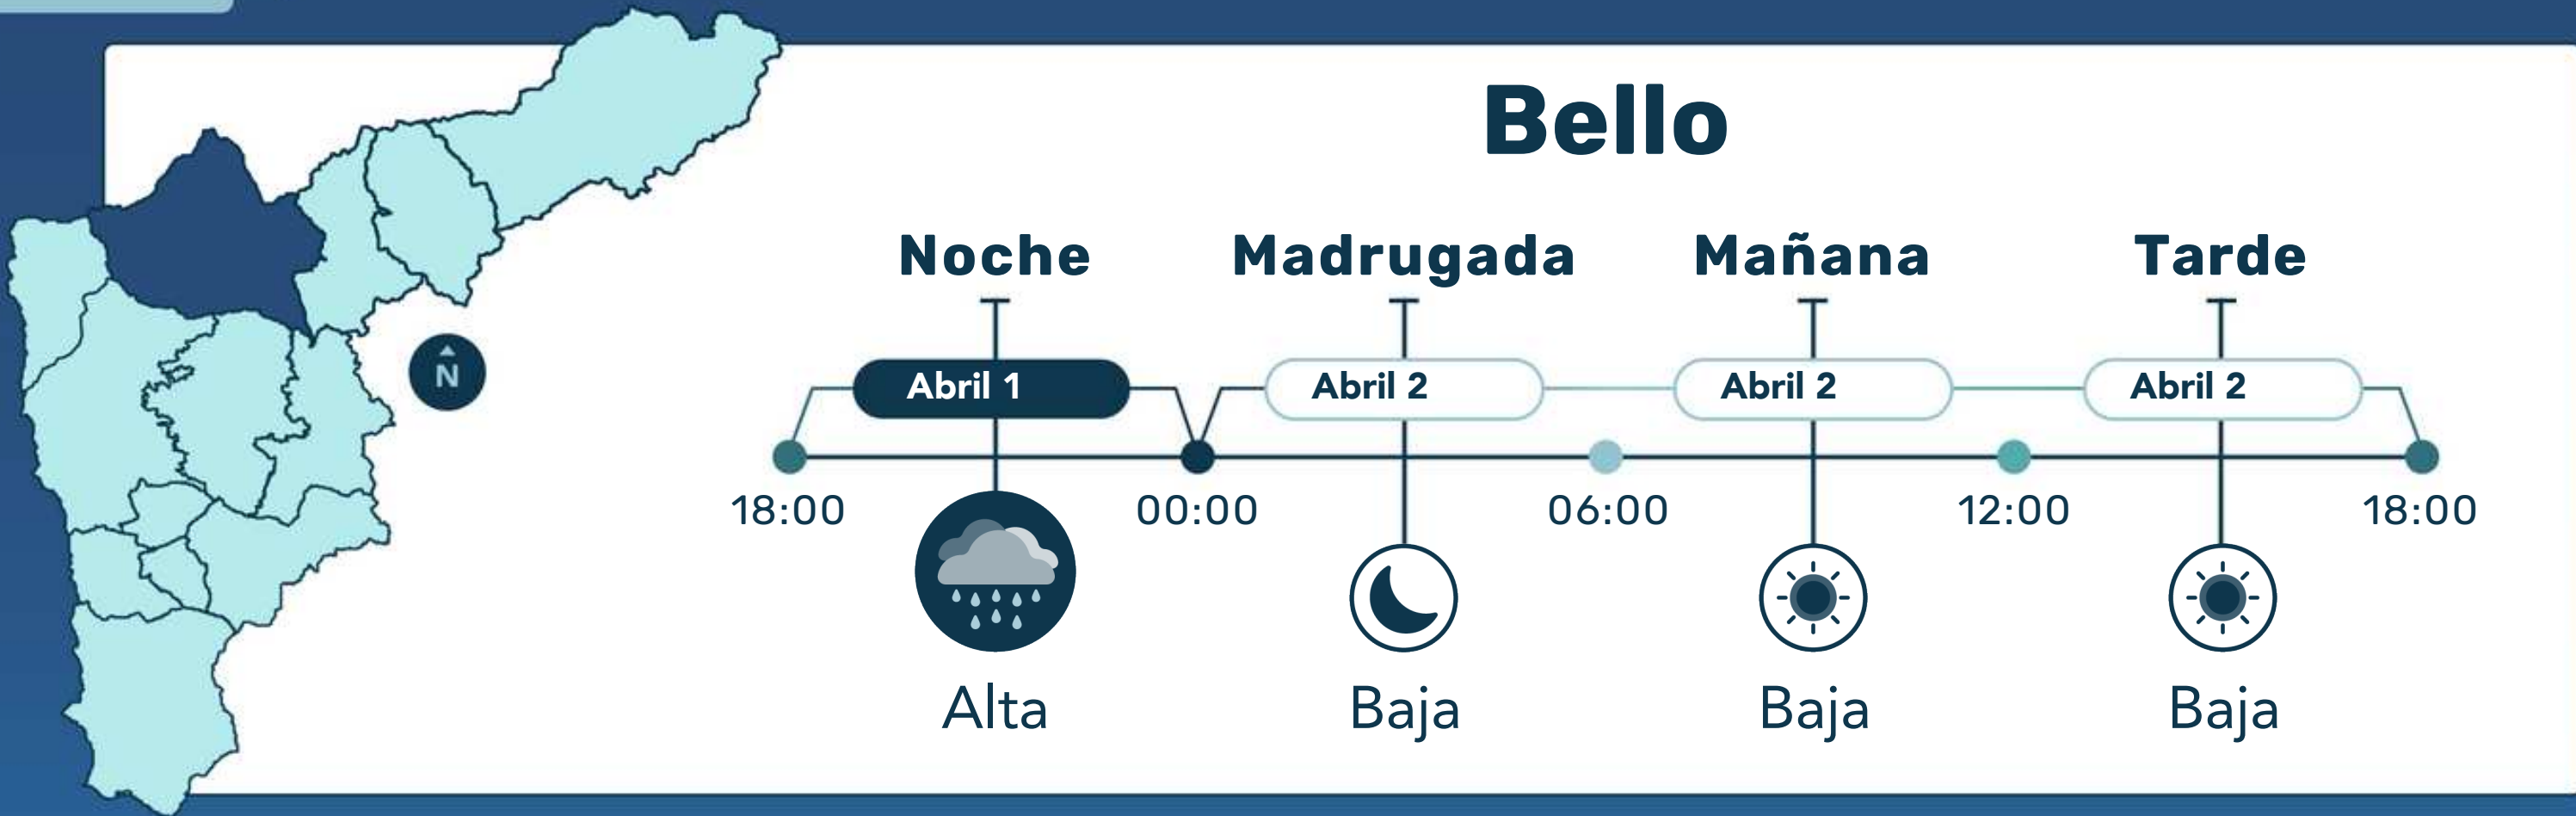 Bello
Noche
Madrugada
Mañana
Tarde
Abril 1
Abril 2
Abril 2
Abril 2
N
18:00
00:00
06:00
12:00
18:00
Alta
Baja
Baja
Baja